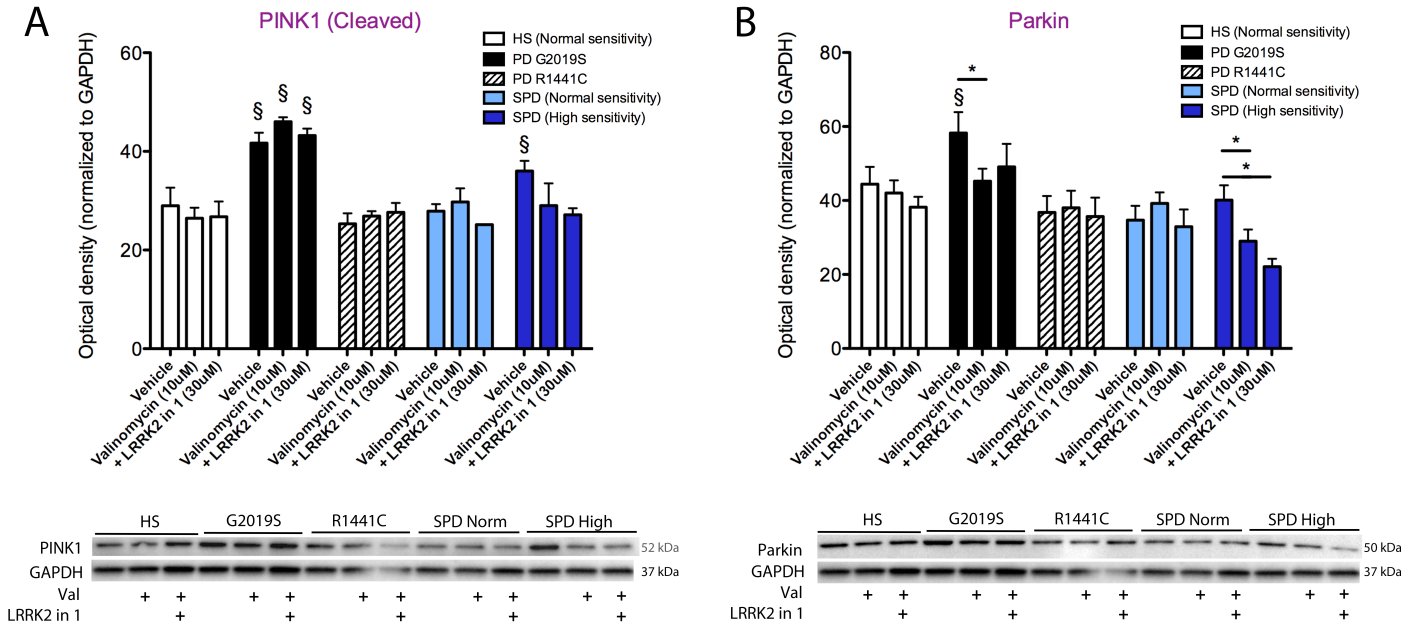 A
PINK1 (Cleaved)
Optical density (normalized to GAPDH)
60
40
20
0
HS (Normal sensitivity)
PD G2019S
PD R1441C
SPD (Normal sensitivity)
SPD (High sensitivity)
§
§
§
§
Vehicle
Valinomycin (10uM)
+ LRRK2 in 1 (30uM)
Vehicle
Valinomycin (10uM)
+ LRRK2 in 1 (30uM)
Vehicle
Valinomycin (10uM)
+ LRRK2 in 1 (30uM)
Vehicle
Valinomycin (10uM)
+ LRRK2 in 1 (30uM)
Vehicle
Valinomycin (10uM)
+ LRRK2 in 1 (30uM)
HS G2019S R1441C SPD Norm SPD High
PINK1 52 kDa
GAPDH 37 kDa
Val + + + + + + + + + +
LRRK2 in 1 + + + + +
B
Parkin
Optical density (normalized to GAPDH)
80
60
40
20
0
HS (Normal sensitivity)
PD G2019S
PD R1441C
SPD (Normal sensitivity)
SPD (High sensitivity)
*
§
*
*
Vehicle
Valinomycin (10uM)
+ LRRK2 in 1 (30uM)
Vehicle
Valinomycin (10uM)
+ LRRK2 in 1 (30uM)
Vehicle
Valinomycin (10uM)
+ LRRK2 in 1 (30uM)
Vehicle
Valinomycin (10uM)
+ LRRK2 in 1 (30uM)
Vehicle
Valinomycin (10uM)
+ LRRK2 in 1 (30uM)
HS G2019S R1441C SPD Norm SPD High
Parkin 50 kDa
GAPDH 37 kDa
Val + + + + + + + + + +
LRRK2 in 1 + + + + +